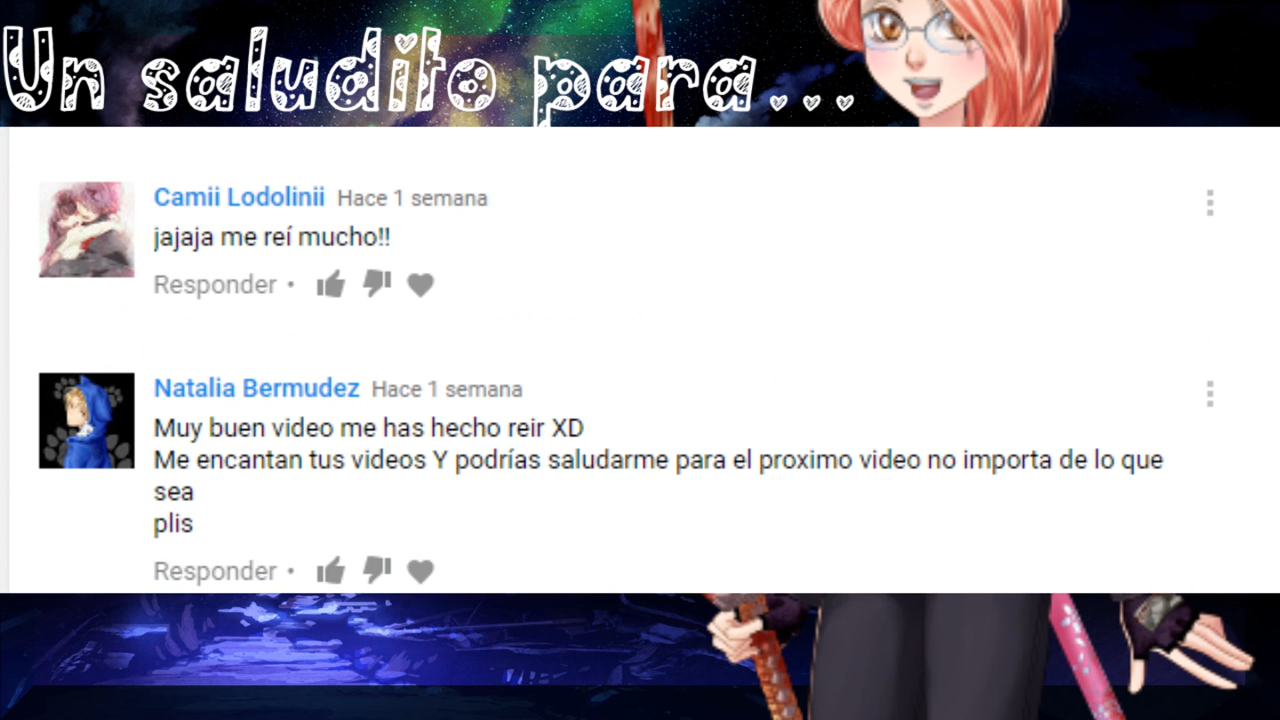 Un saludito para...
Camii Lodolinii Hace 1 semana
jajaja me reí mucho!!
Responder •
Natalia Bermudez Hace 1 semana
Muy buen video me has hecho reir XD
Me encantan tus videos Y podrías saludarme para el proximo video no importa de lo que
sea
plis
Responder •